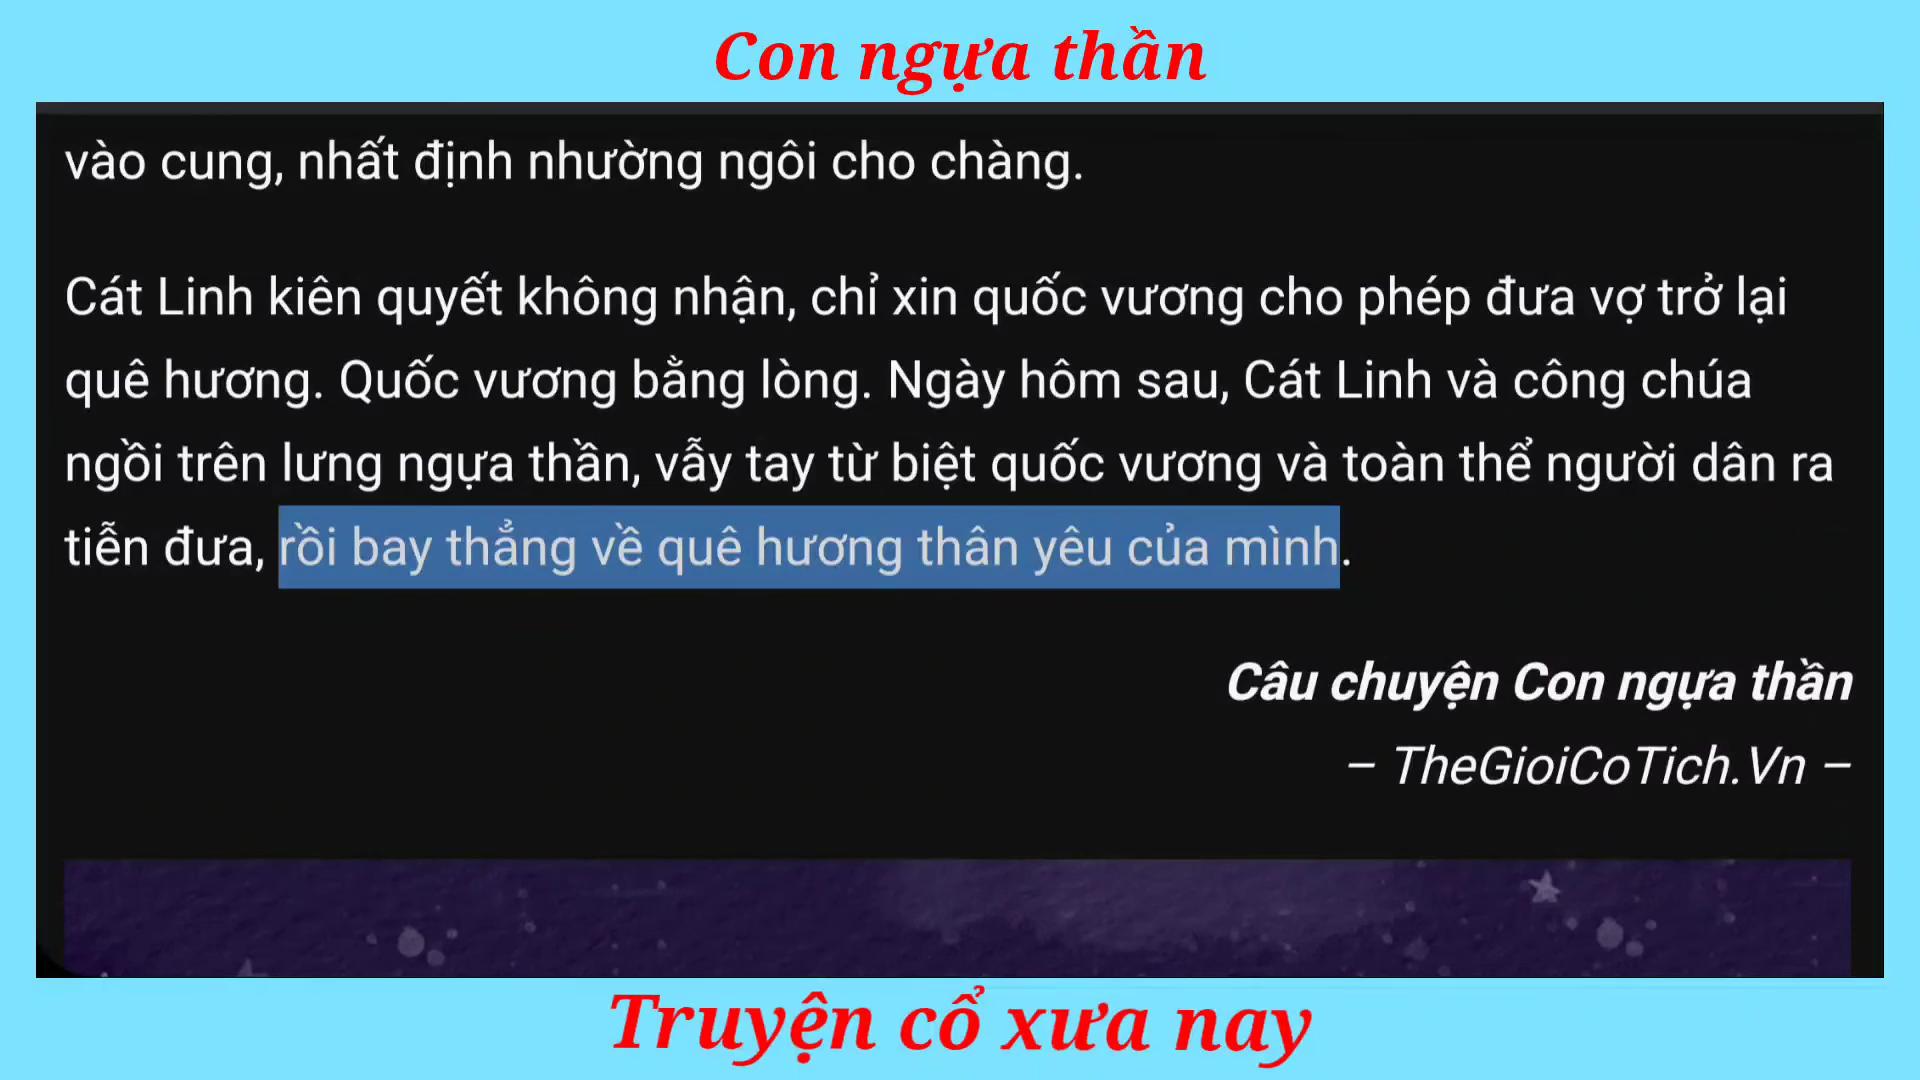 Con ngựa thần
vào cung, nhất định nhường ngôi cho chàng.
Cát Linh kiên quyết không nhận, chỉ xin quốc vương cho phép đưa vợ trở lại
quê hương. Quốc vương bằng lòng. Ngày hôm sau, Cát Linh và công chúa
ngồi trên lưng ngựa thần, vẫy tay từ biệt quốc vương và toàn thể người dân ra
tiễn đưa, rồi bay thẳng về quê hương thân yêu của mình.
Câu chuyện Con ngựa thần
– TheGioiCoTich.Vn –
Truyện cổ xưa nay